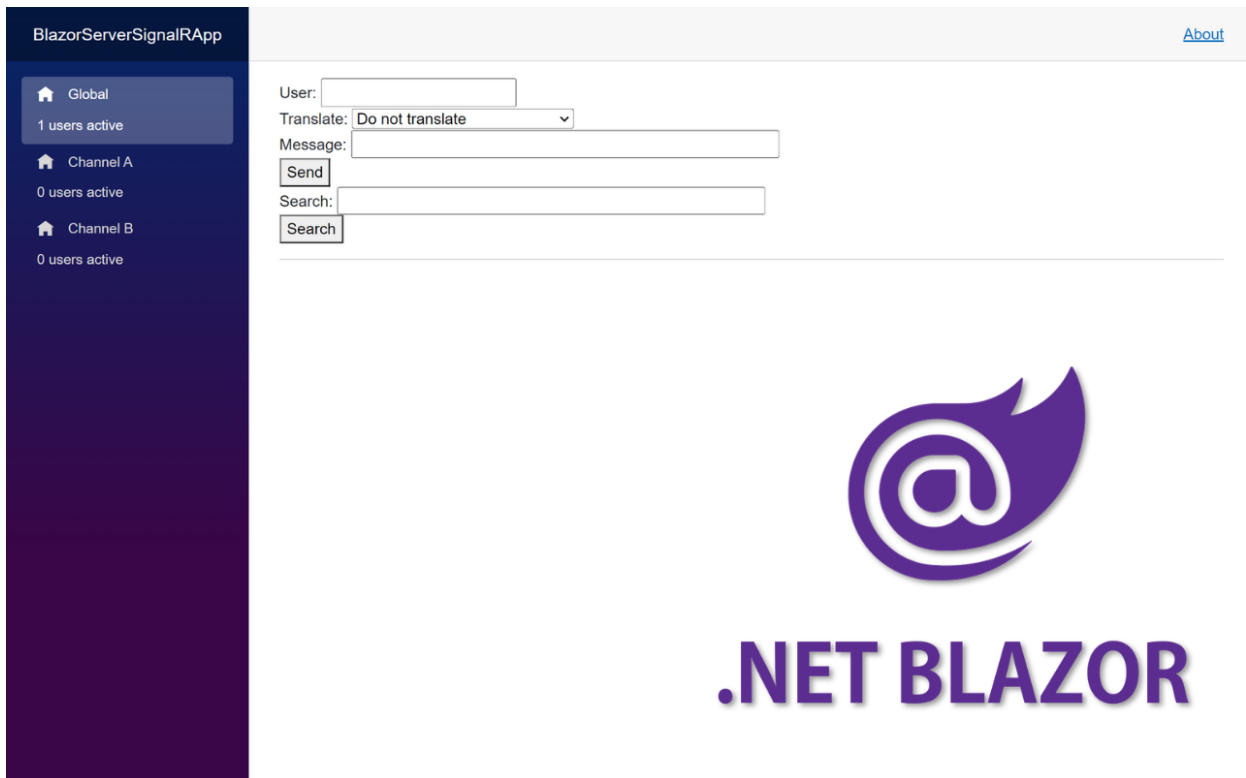 BlazorServerSignalRApp
About
Global
1 users active
Channel A
0 users active
Channel B
0 users active
User:
Translate: Do not translate
Message:
Send
Search:
Search
.NET BLAZOR